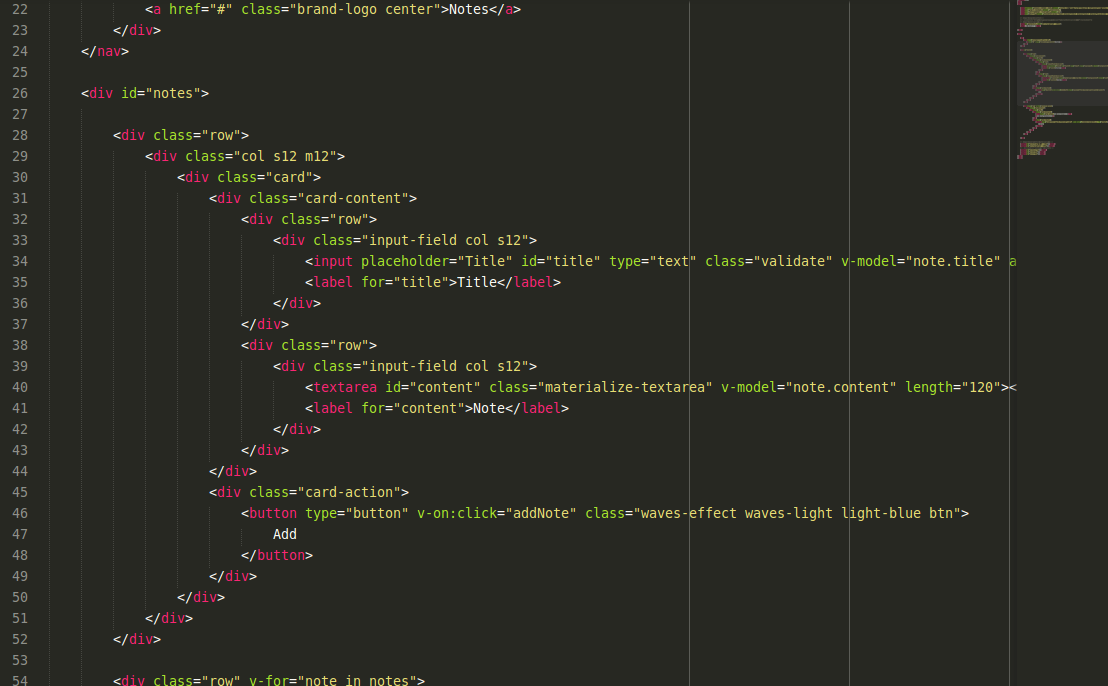 22 <a href="#" class="brand-logo center">Notes</a>
23 </div>
24 </nav>
25
26 <div id="notes">
27
28 <div class="row">
29 <div class="col s12 m12">
30 <div class="card">
31 <div class="card-content">
32 <div class="row">
33 <div class="input-field col s12">
34 <input placeholder="Title" id="title" type="text" class="validate" v-model="note.title" a
35 <label for="title">Title</label>
36 </div>
37 </div>
38 <div class="row">
39 <div class="input-field col s12">
40 <textarea id="content" class="materialize-textarea" v-model="note.content" length="120"><
41 <label for="content">Note</label>
42 </div>
43 </div>
44 </div>
45 <div class="card-action">
46 <button type="button" v-on:click="addNote" class="waves-effect waves-light light-blue btn">
47 Add
48 </button>
49 </div>
50 </div>
51 </div>
52 </div>
53
54 <div class="row" v-for="note in notes">